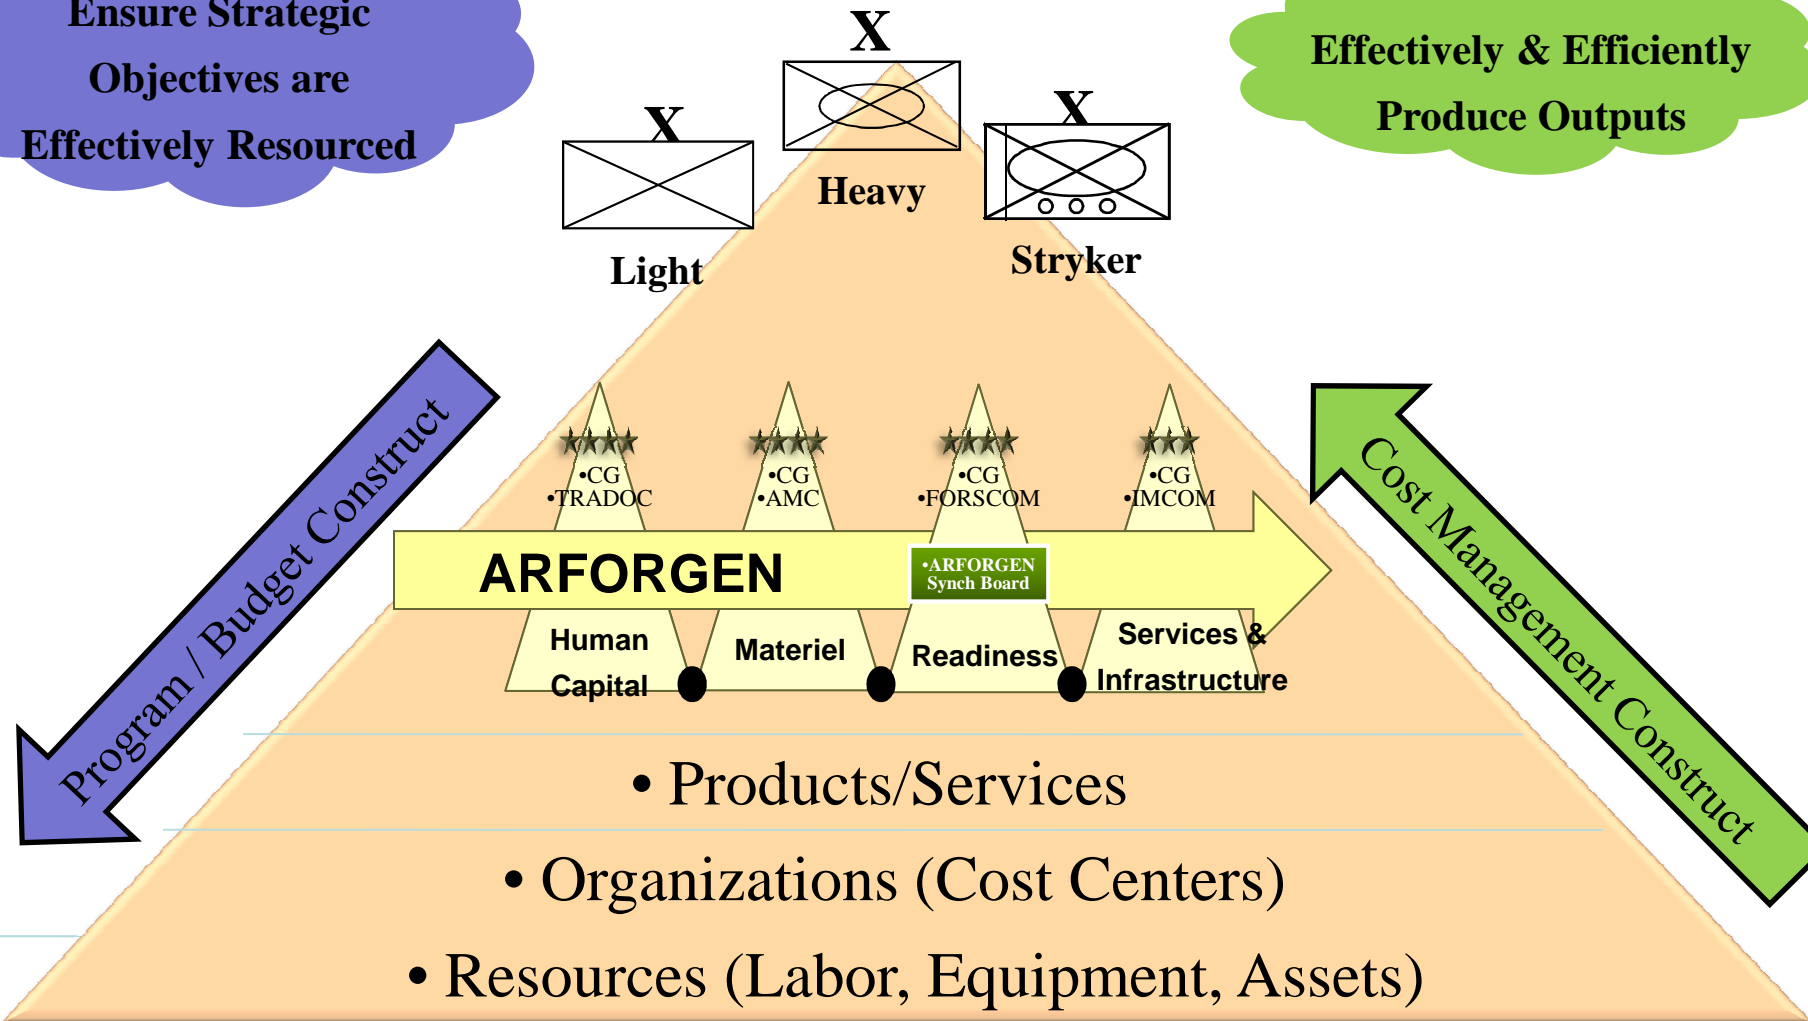 Ensure Strategic
Objectives are
Effectively Resourced
Effectively & Efficiently
Produce Outputs
X
Heavy
X
Light
X
Stryker
Program / Budget Construct
Cost Management Construct
•CG
•TRADOC
•CG
•AMC
•CG
•FORSCOM
•CG
•IMCOM
ARFORGEN
•ARFORGEN
Synch Board
Human
Capital
Materiel
Readiness
Services &
Infrastructure
• Products/Services
• Organizations (Cost Centers)
• Resources (Labor, Equipment, Assets)